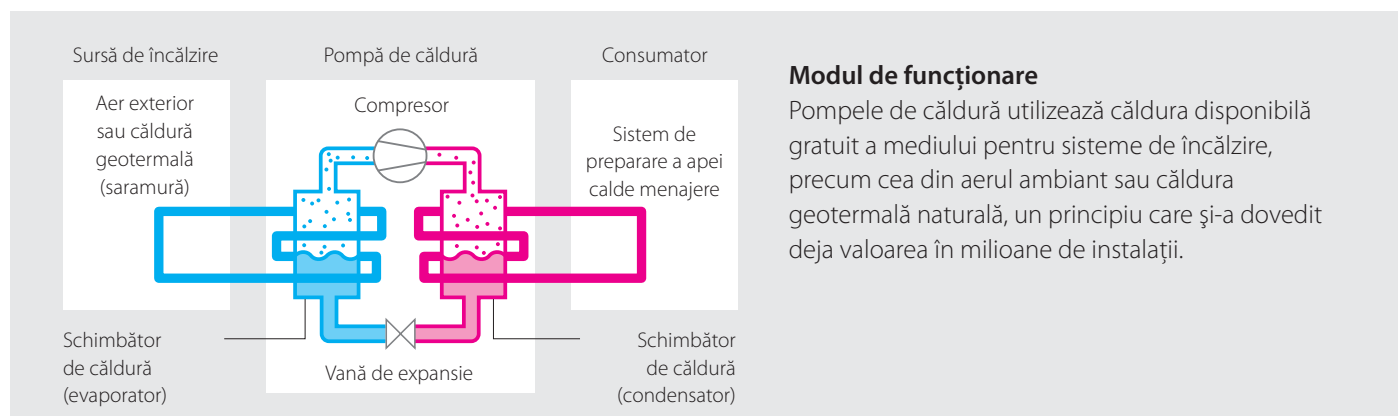 Sursă de încălzire
Pompă de căldură
Consumator
Aer exterior
sau căldură
geotermală
(saramură)
Compresor
Sistem de
preparare a apei
calde menajere
Schimbător
de căldură
(evaporator)
Vană de expansie
Schimbător
de căldură
(condensator)
Modul de funcționare
Pompele de căldură utilizează căldura disponibilă
gratuit a mediului pentru sisteme de încălzire,
precum cea din aerul ambiant sau căldura
geotermală naturală, un principiu care şi-a dovedit
deja valoarea în milioane de instalații.